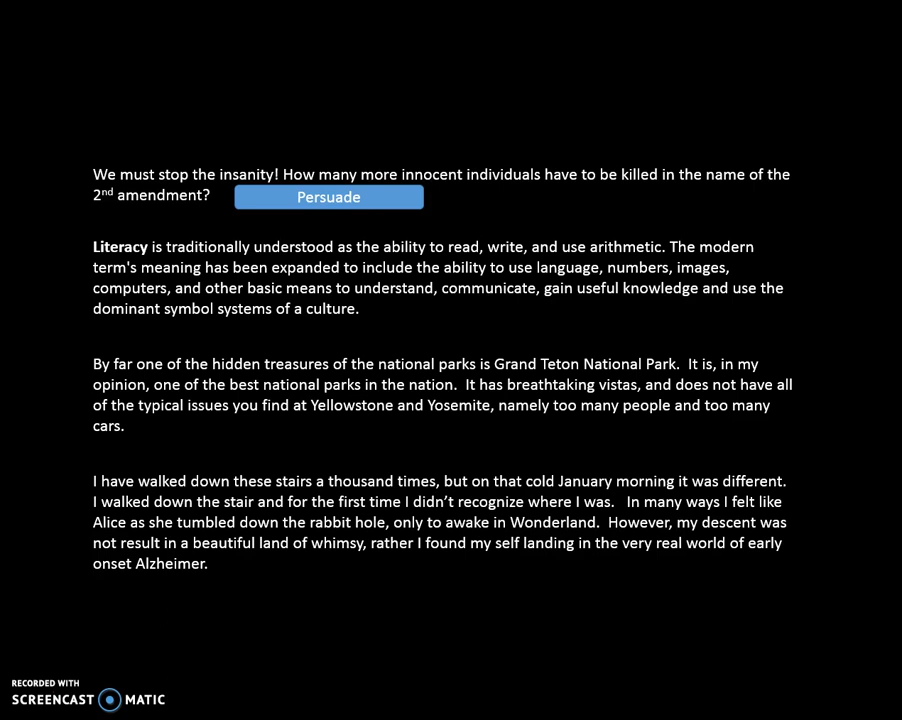 We must stop the insanity! How many more innocent individuals have to be killed in the name of the
2nd amendment?
Persuade
Literacy is traditionally understood as the ability to read, write, and use arithmetic. The modern
term's meaning has been expanded to include the ability to use language, numbers, images,
computers, and other basic means to understand, communicate, gain useful knowledge and use the
dominant symbol systems of a culture.
By far one of the hidden treasures of the national parks is Grand Teton National Park. It is, in my
opinion, one of the best national parks in the nation. It has breathtaking vistas, and does not have all
of the typical issues you find at Yellowstone and Yosemite, namely too many people and too many
cars.
I have walked down these stairs a thousand times, but on that cold January morning it was different.
I walked down the stair and for the first time I didn’t recognize where I was. In many ways I felt like
Alice as she tumbled down the rabbit hole, only to awake in Wonderland. However, my descent was
not result in a beautiful land of whimsy, rather I found my self landing in the very real world of early
onset Alzheimer.
RECORDED WITH
SCREENCAST MATIC